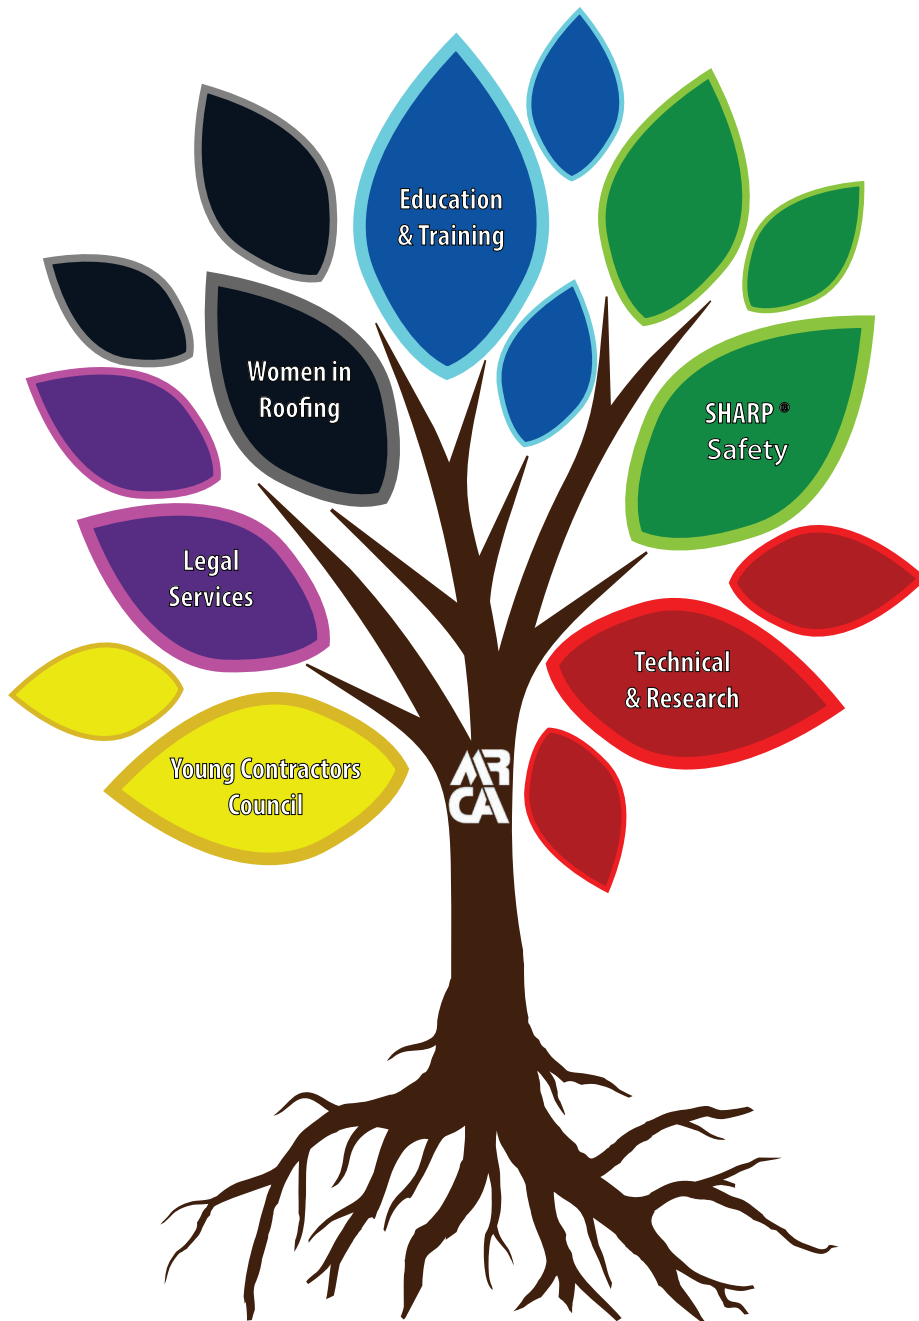 Education
& Training
Women in
Roofing
SHARP ®
Safety
Legal
Services
Technical
& Research
Young Contractors
Council
MR
CA